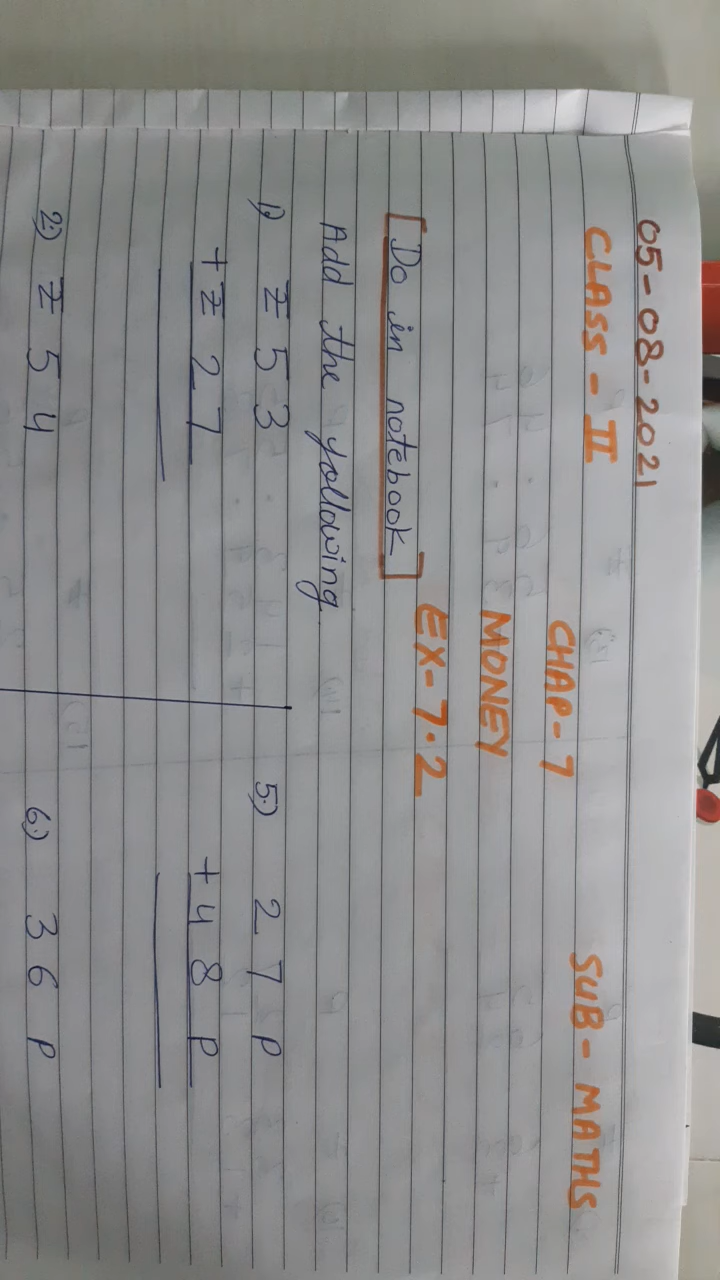 05-08-2021
CLASS - II CHAP-7 SUB- MATHS
MONEY
EX-7.2
[Do in notebook]
Add the following
1) ₹ 5 3
+ ₹ 2 7
5.) 2 7 P
+ 4 8 P
2.) ₹ 5 4
6.) 3 6 P